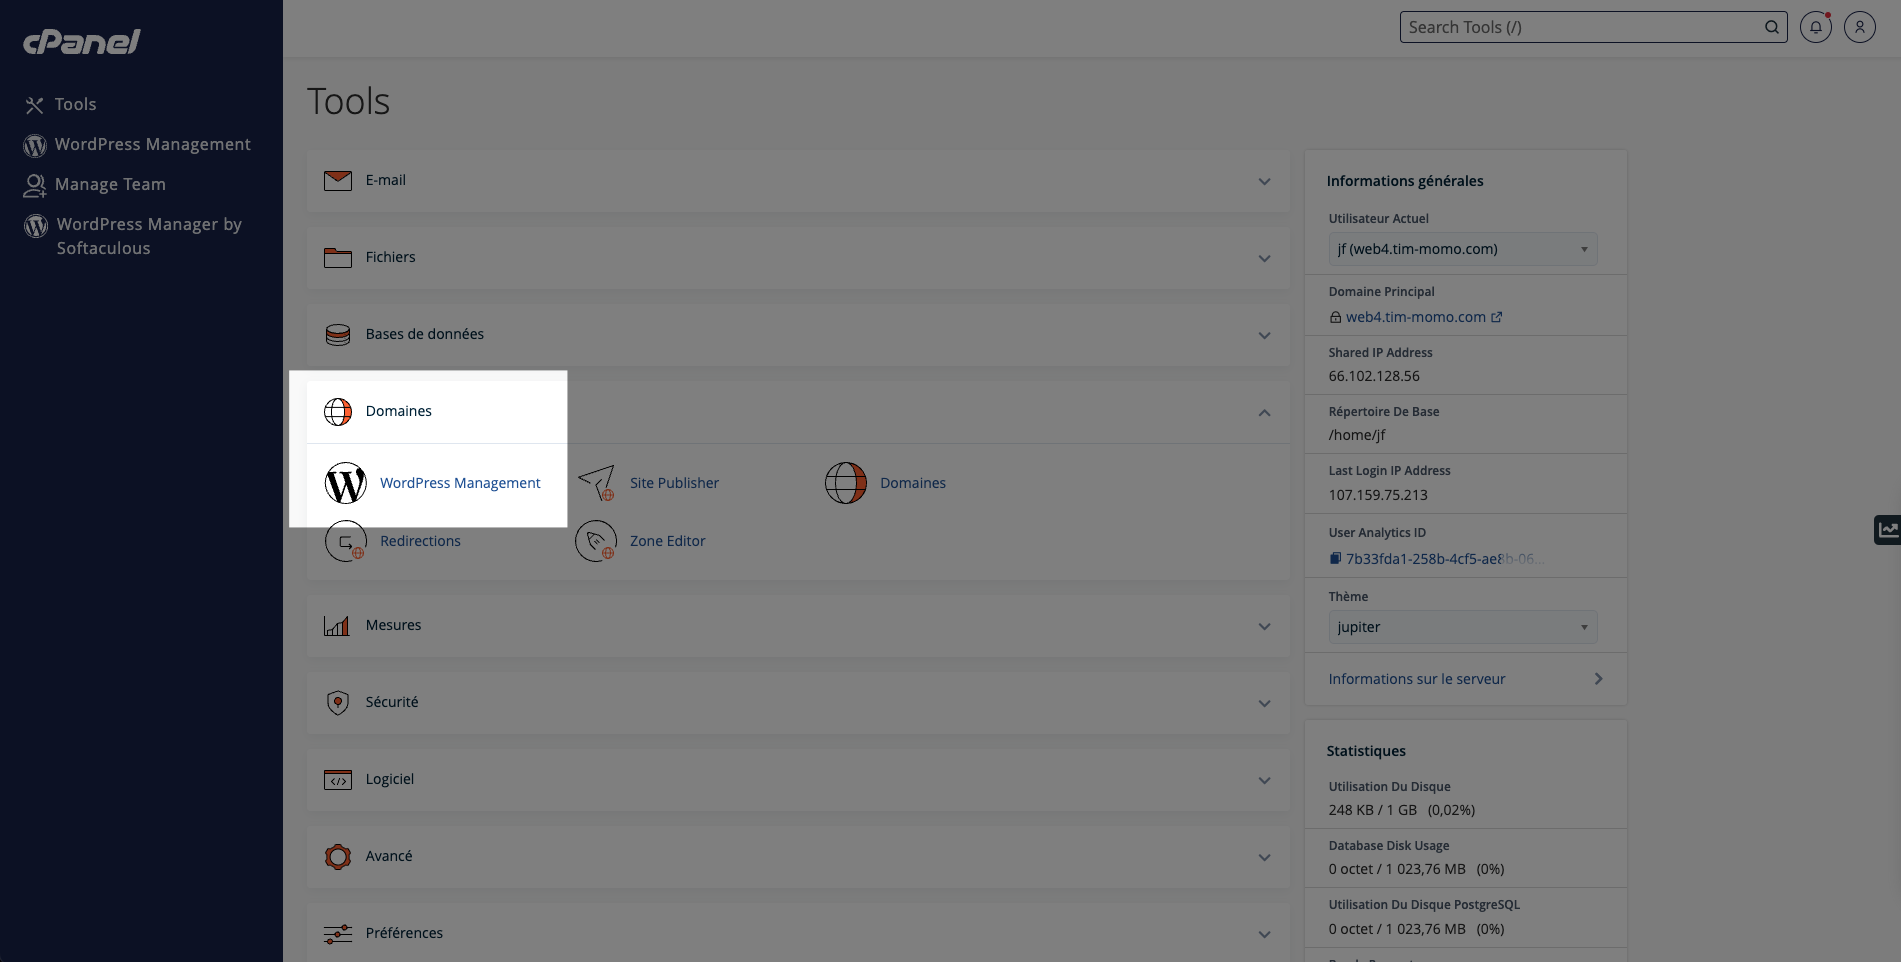 cPanel
Search Tools (/)
Tools
WordPress Management
Manage Team
WordPress Manager by
Softaculous
Tools
E-mail
Fichiers
Bases de données
Domaines
WordPress Management
Site Publisher
Domaines
Redirections
Zone Editor
Mesures
Sécurité
Logiciel
Avancé
Préférences
Informations générales
Utilisateur Actuel
jf (web4.tim-momo.com)
Domaine Principal
web4.tim-momo.com
Shared IP Address
66.102.128.56
Répertoire De Base
/home/jf
Last Login IP Address
107.159.75.213
User Analytics ID
7b33fda1-258b-4cf5-ae8b-06...
Thème
jupiter
Informations sur le serveur
Statistiques
Utilisation Du Disque
248 KB / 1 GB (0,02%)
Database Disk Usage
0 octet / 1 023,76 MB (0%)
Utilisation Du Disque PostgreSQL
0 octet / 1 023,76 MB (0%)